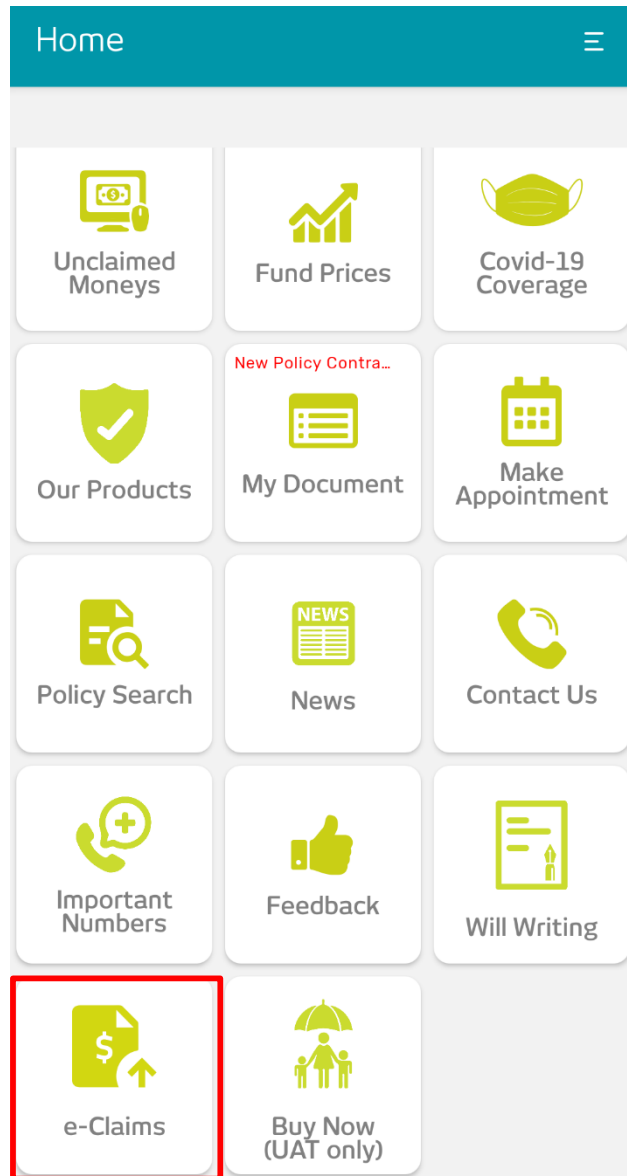 Home
Unclaimed
Moneys
Fund Prices
Covid-19
Coverage
Our Products
New Policy Contra...
My Document
Make
Appointment
Policy Search
NEWS
News
Contact Us
Important
Numbers
Feedback
Will Writing
$
e-Claims
Buy Now
(UAT only)